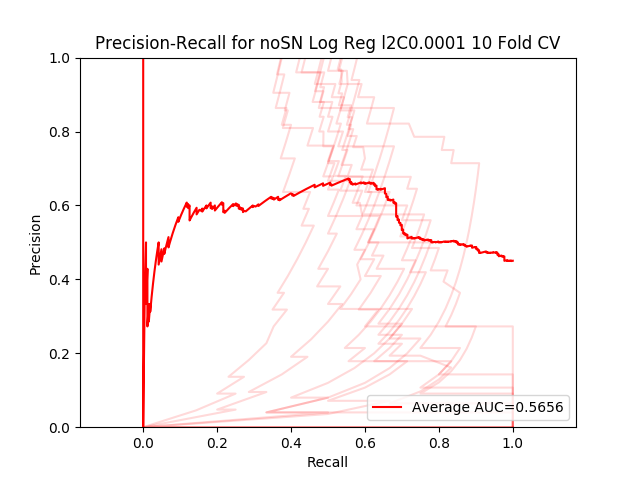 Precision-Recall for noSN Log Reg l2C0.0001 10 Fold CV
1.0
0.8
0.6
0.4
0.2
0.0
Precision
0.0 0.2 0.4 0.6 0.8 1.0
Recall
Average AUC=0.5656